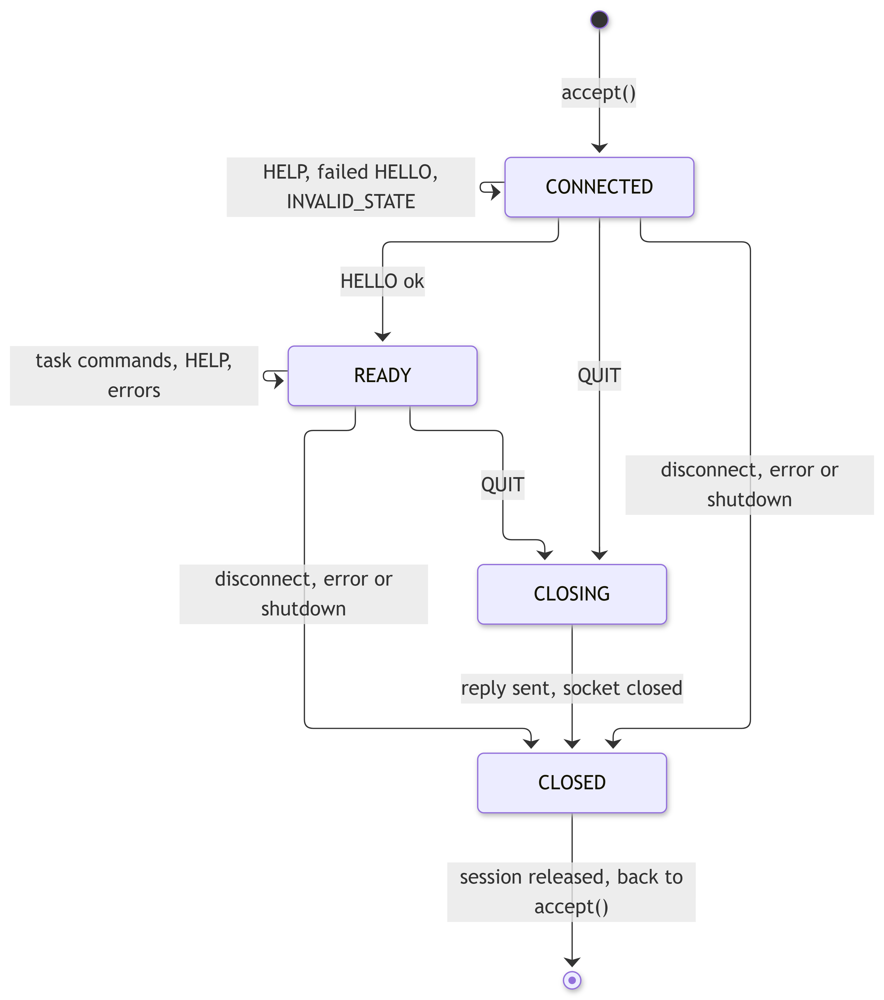 accept()
HELP, failed HELLO,
INVALID_STATE
CONNECTED
HELLO ok
task commands, HELP,
errors
READY
QUIT
disconnect, error or
shutdown
QUIT
disconnect, error or
shutdown
CLOSING
reply sent, socket closed
CLOSED
session released, back to
accept()